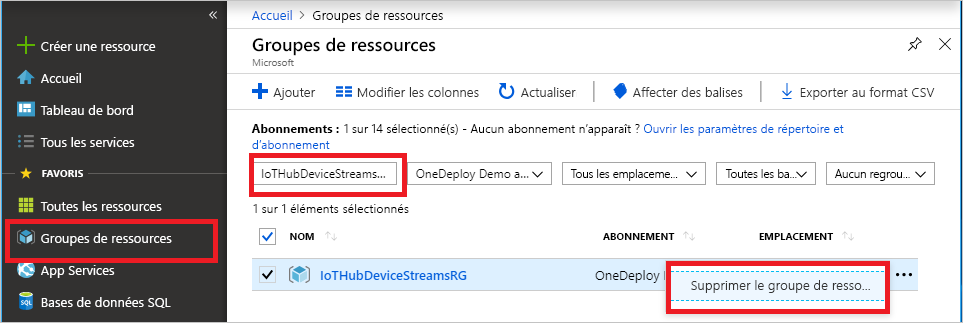 «
Créer une ressource
Accueil
Tableau de bord
Tous les services
FAVORIS
Toutes les ressources
Groupes de ressources
App Services
SQL
Bases de données SQL
Accueil > Groupes de ressources
Groupes de ressources
Microsoft
Ajouter
Modifier les colonnes
Actualiser
Affecter des balises
Exporter au format CSV
Abonnements : 1 sur 14 sélectionné(s) - Aucun abonnement n’apparaît ? Ouvrir les paramètres de répertoire et
d’abonnement
IoTHubDeviceStreams...
OneDeploy Demo a...
Tous les emplaceme...
Toutes les ba...
Aucun regrou...
1 sur 1 éléments sélectionnés
NOM
ABONNEMENT
EMPLACEMENT
IoTHubDeviceStreamsRG
OneDeploy
Supprimer le groupe de resso...